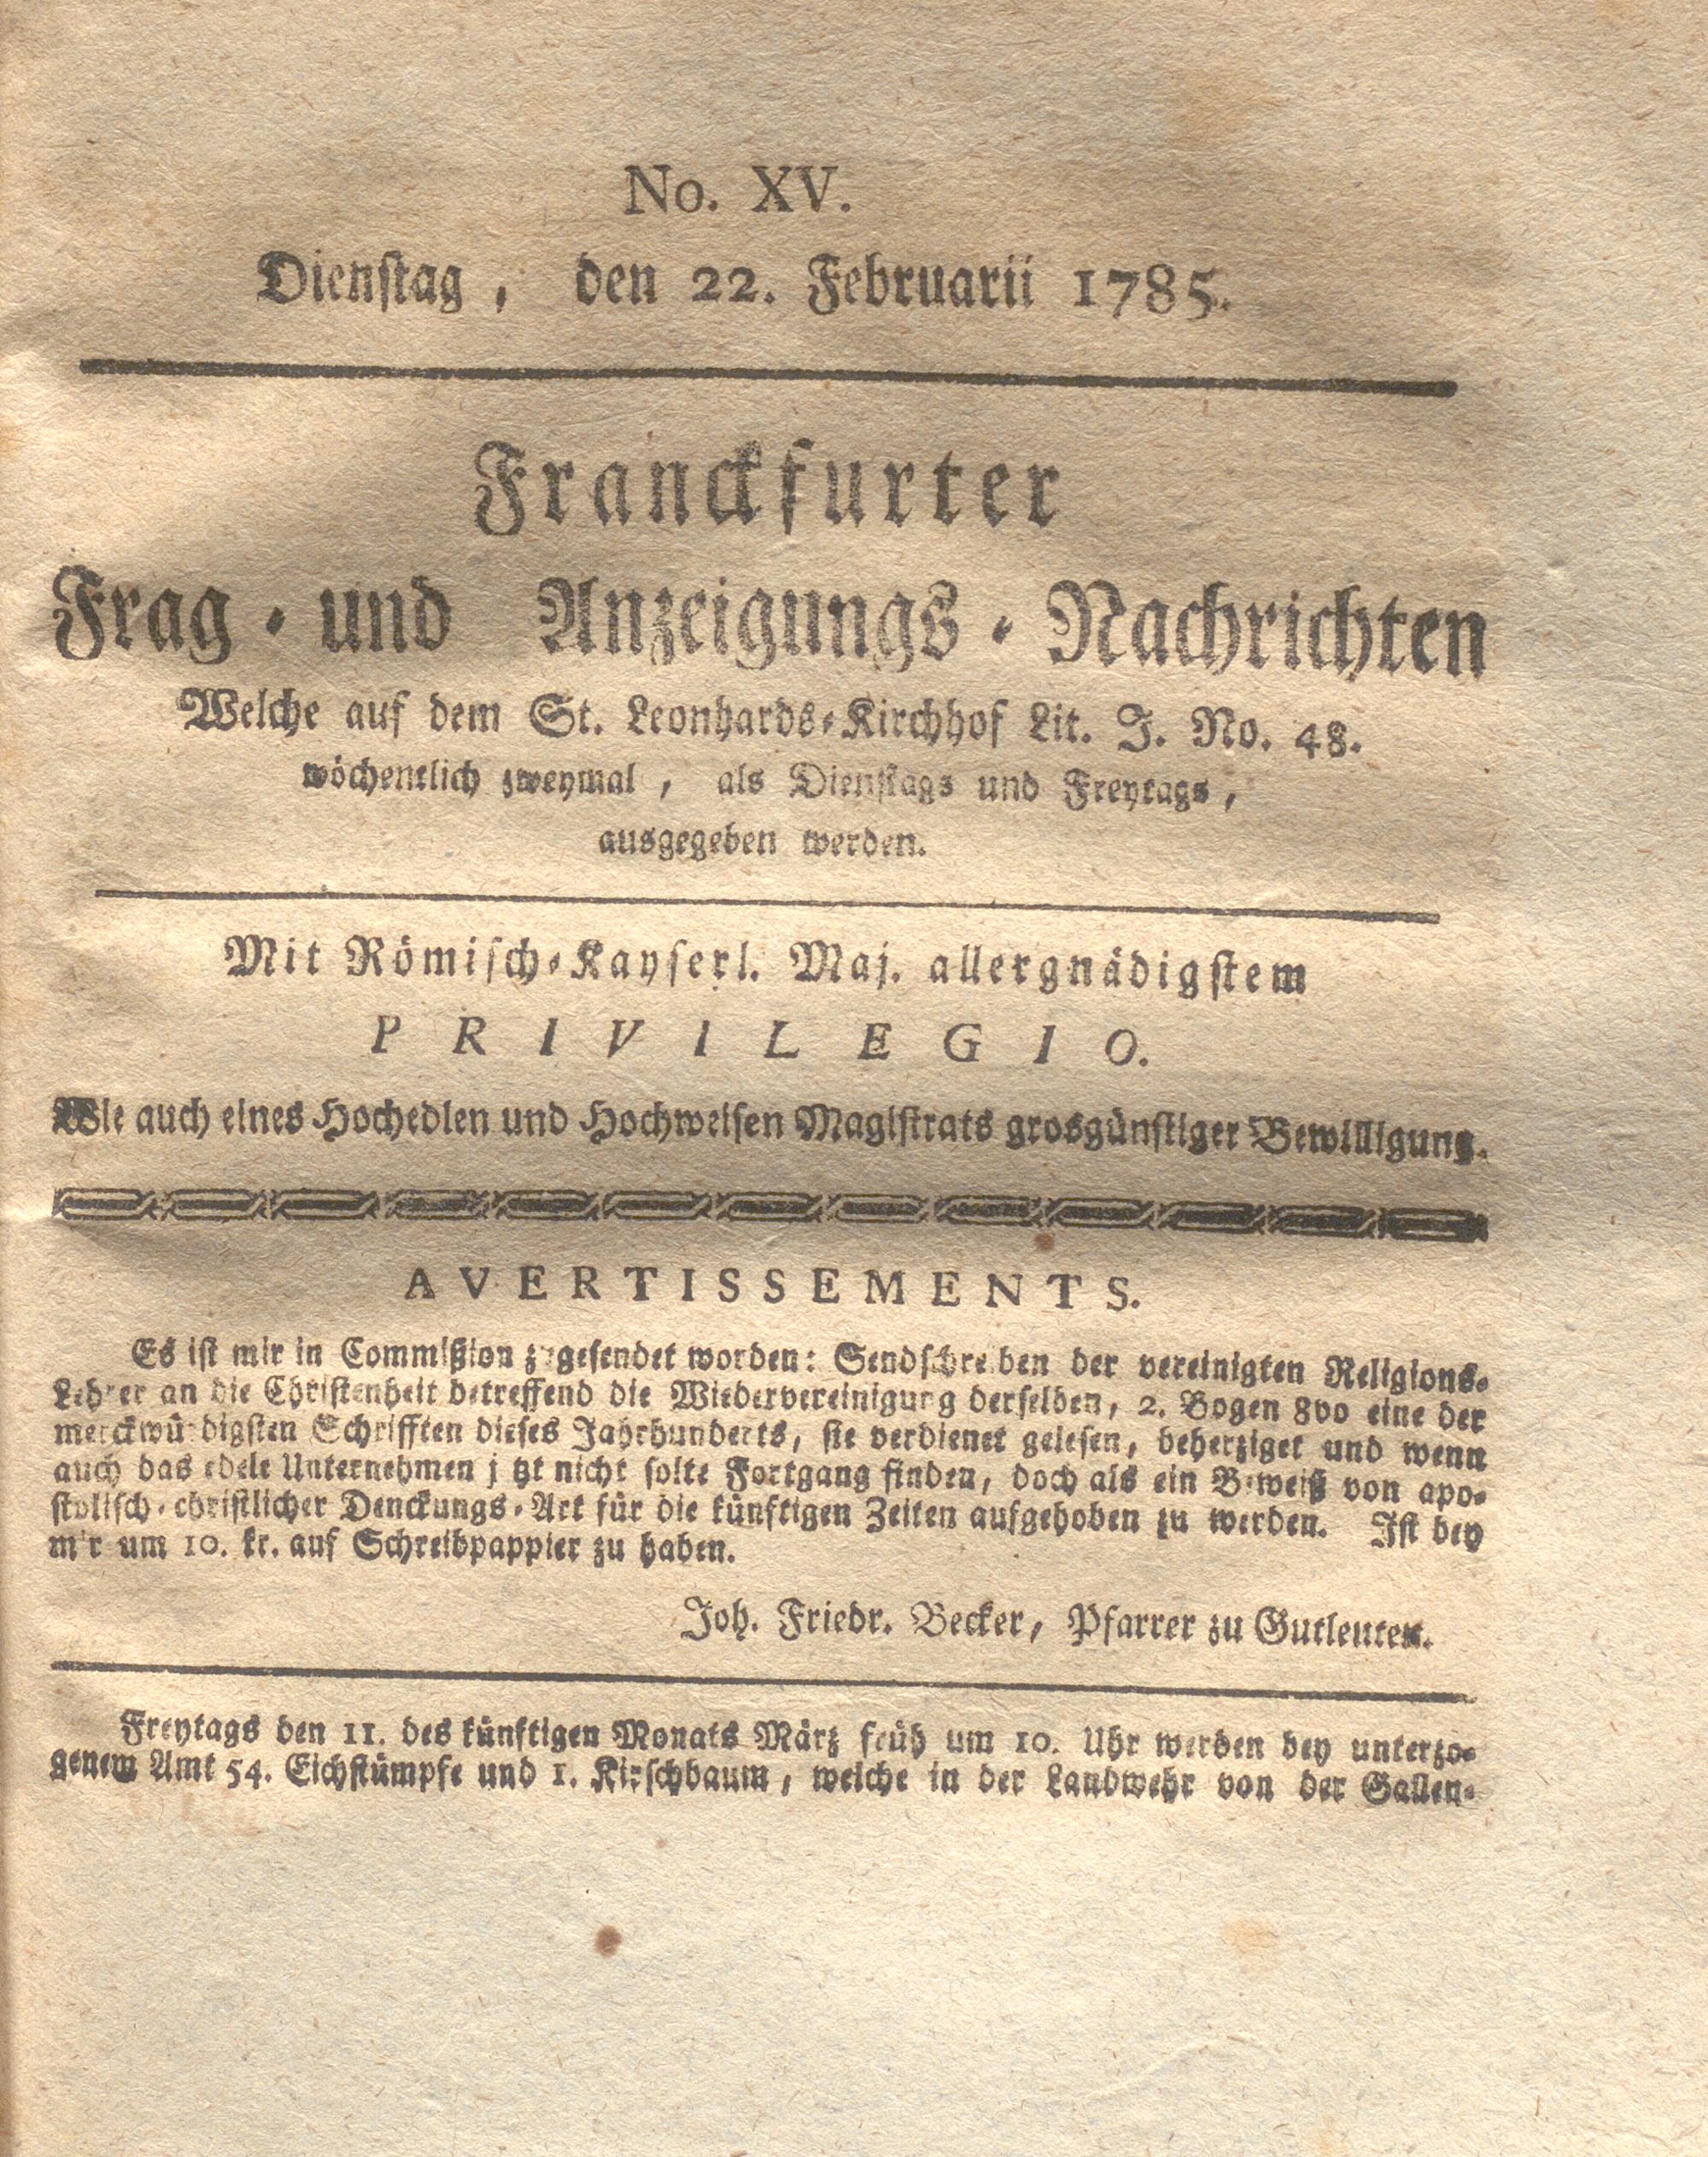 No. XV.
Dienstag, den 22. Februarii 1785.
Franckfurter
Frag- und Anzeigungs-Nachrichten
Welche auf dem St. Leonhards-Kirchhof Lit. J. No. 48.
wöchentlich zweymal, als Dienstags und Freytags,
ausgegeben werden.
Mit Römisch-Kayserl. Maj. allergnädigstem
PRIVILEGIO.
Wie auch eines Hochedlen und Hochweisen Magistrats grosgünstiger Bewilligung.
AVERTISSEMENTS.
Es ist mir in Commißion zugesendet worden: Sendschreiben der vereinigten Religions-
Lehrer an die Christenheit betreffend die Wiedervereinigung derselben, 2. Bogen 8vo eine der
merckwürdigsten Schrifften dieses Jahrhunderts, sie verdienet gelesen, beherziget und wenn
auch das edele Unternehmen jetzt nicht solte Fortgang finden, doch als ein Beweiß von apo-
stolisch-christlicher Denckungs-Art für die künftigen Zeiten aufgehoben zu werden. Ist bey
mir um 10. kr. auf Schreibpappier zu haben.
Joh. Friedr. Becker, Pfarrer zu Gutleuten.
Freytags den 11. des künftigen Monats März früh um 10. Uhr werden bey unterzo-
genem Amt 54. Eichstümpfe und 1. Kirschbaum, welche in der Landwehr von der Gallen-